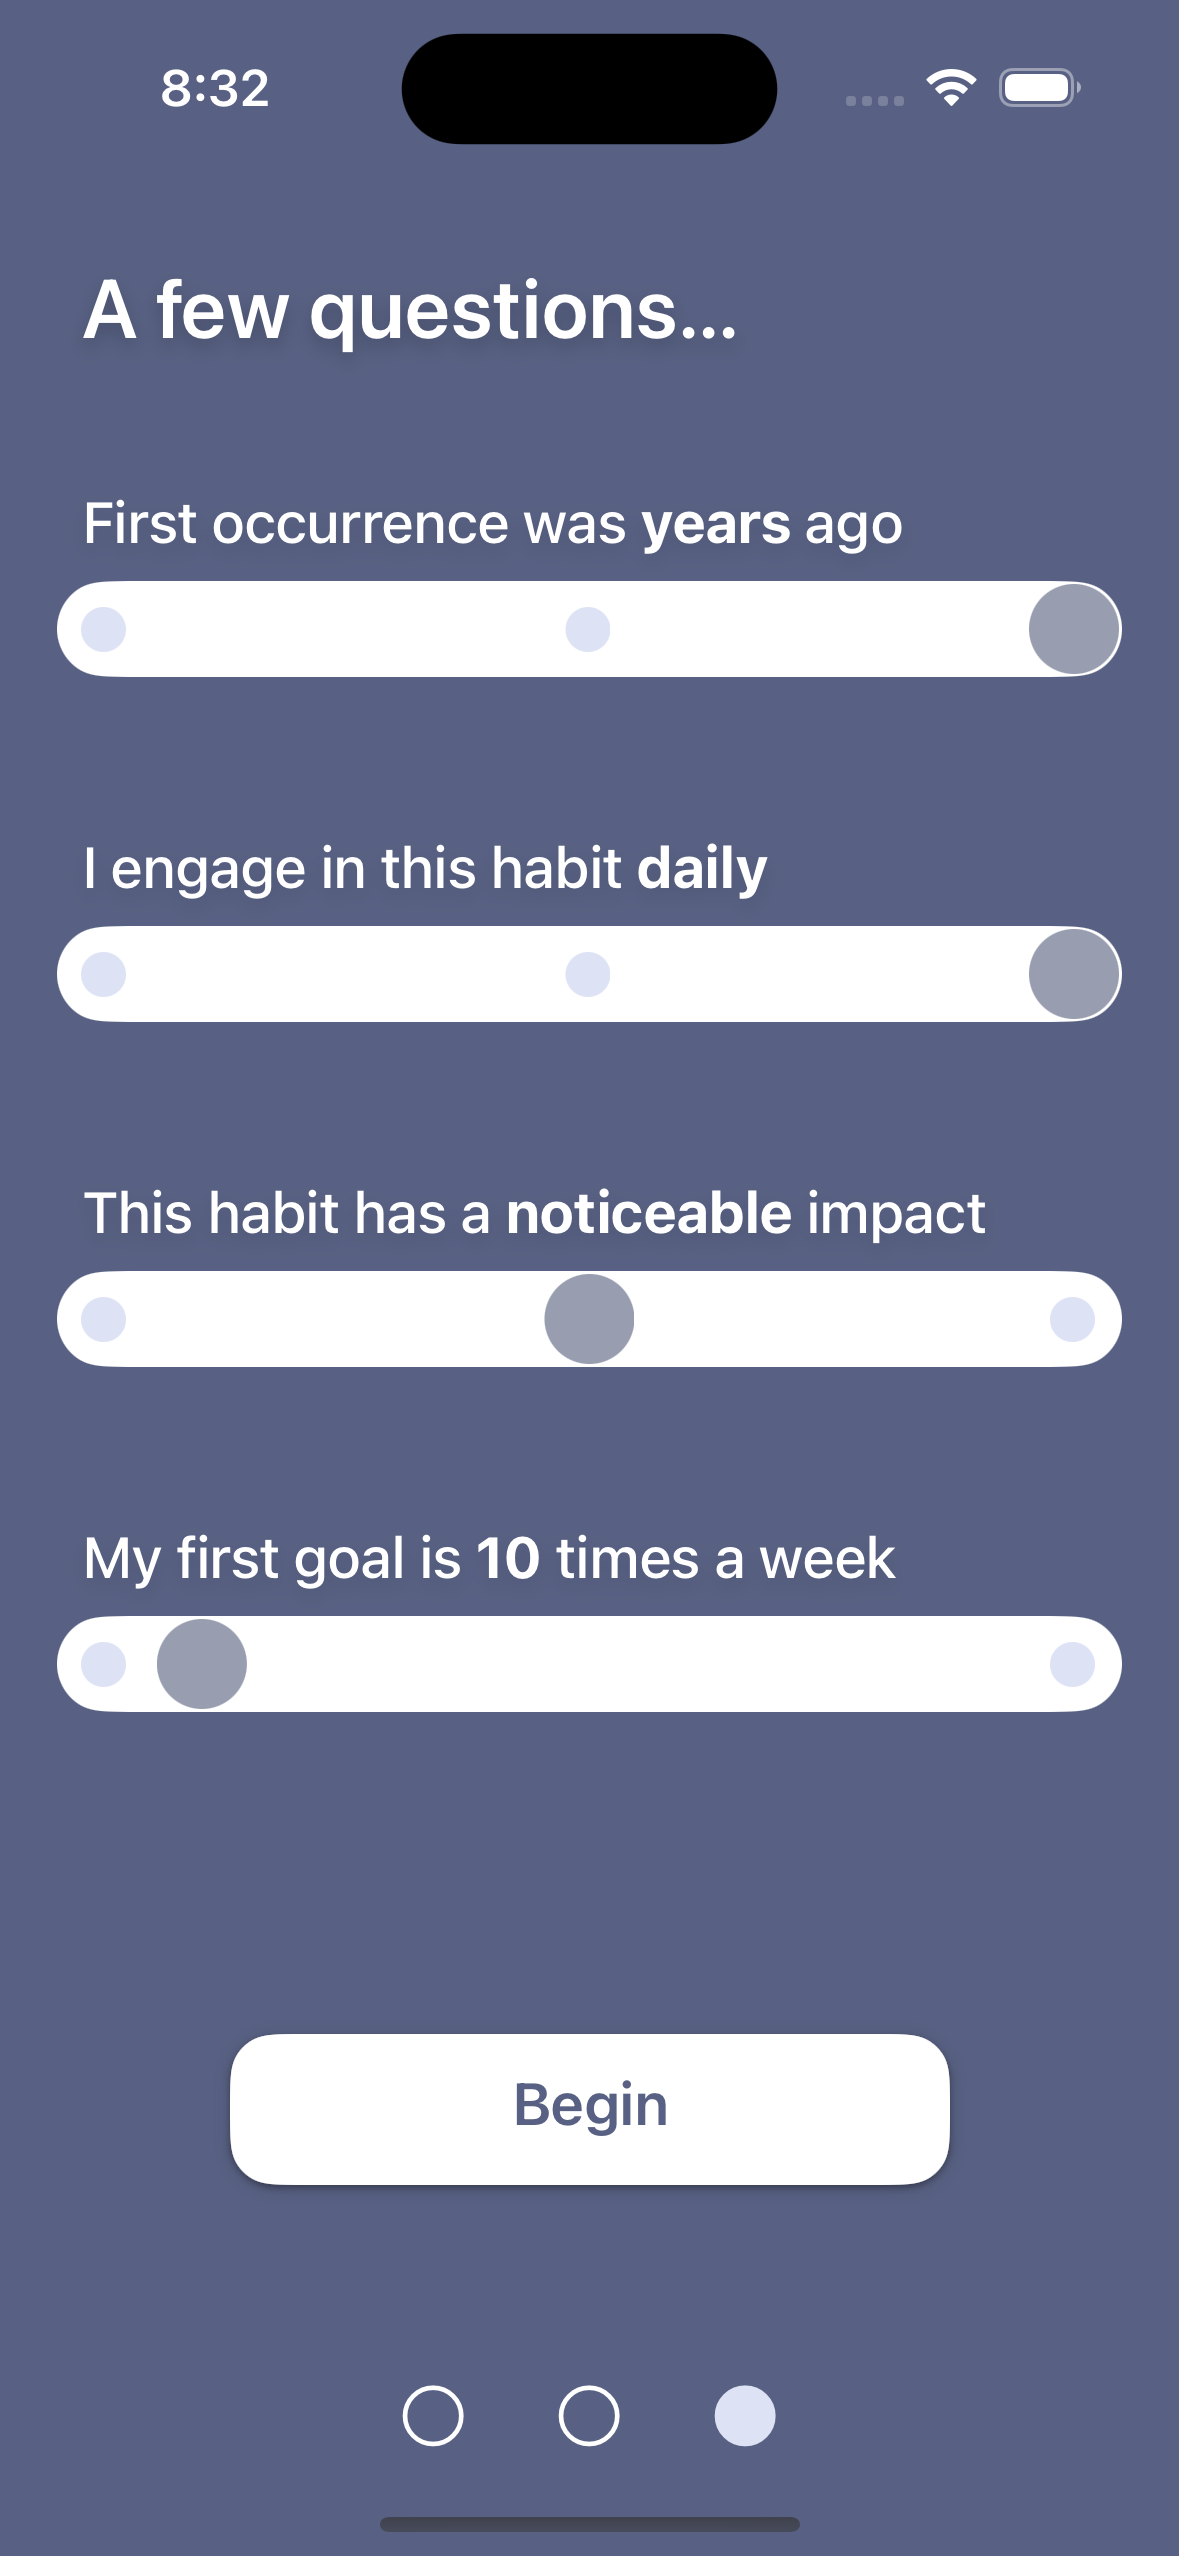 8:32
A few questions...
First occurrence was years ago
I engage in this habit daily
This habit has a noticeable impact
My first goal is 10 times a week
Begin